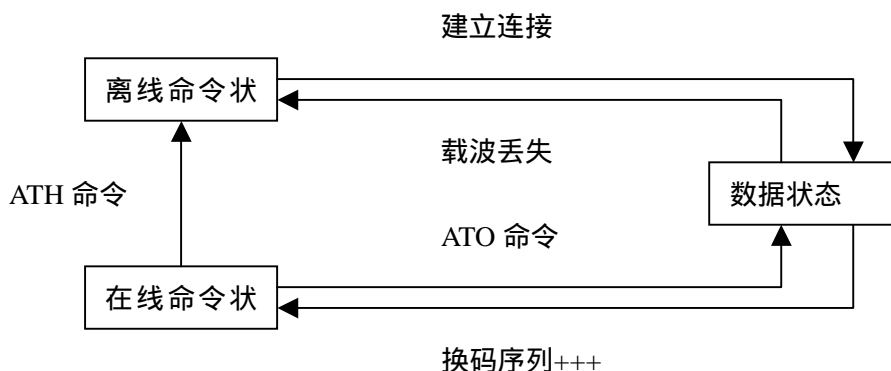 建立连接
离线命令状
载波丢失
ATH 命令
数据状态
ATO 命令
在线命令状
换码序列+++